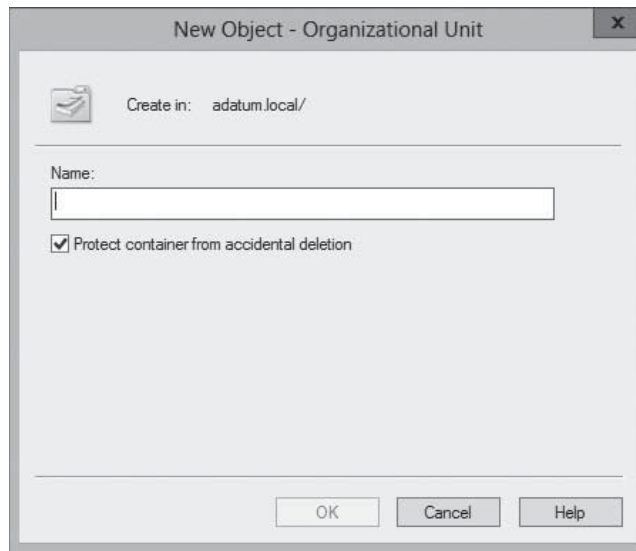 New Object - Organizational Unit
x
Create in: adatum.local/
Name:
Protect container from accidental deletion
OK
Cancel
Help